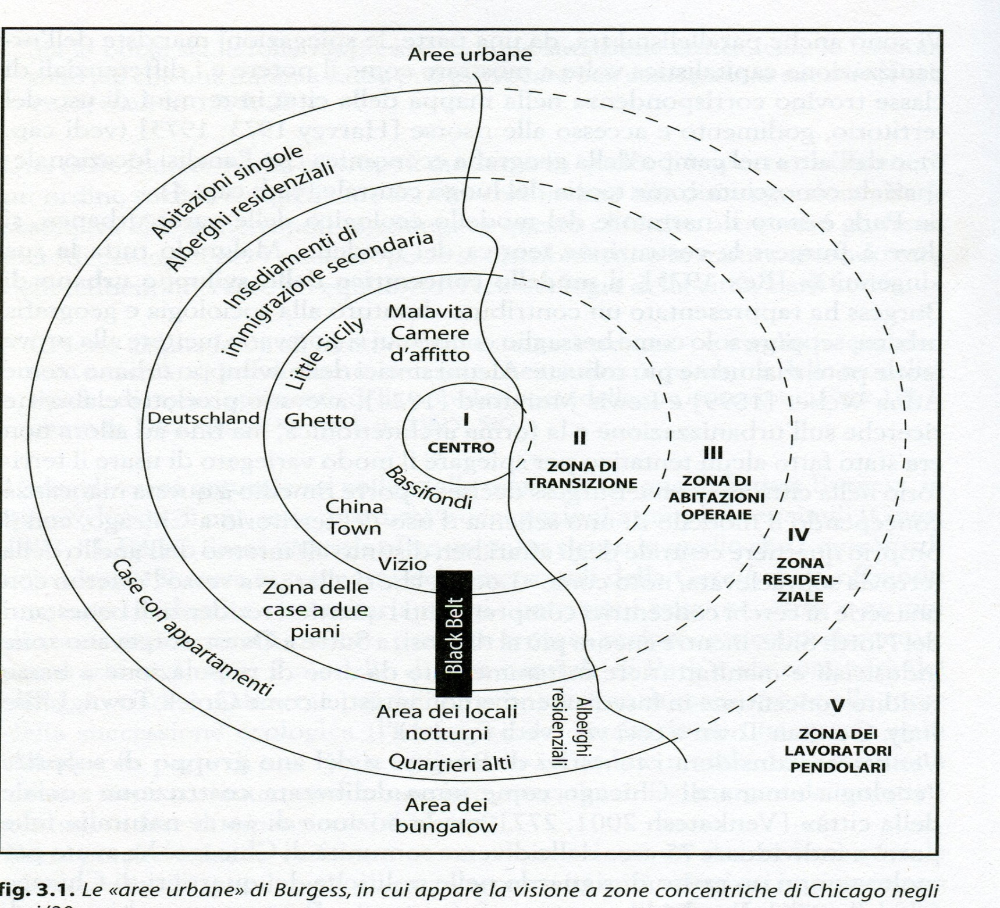 Aree urbane
Abitazioni singole
Alberghi residenziali
Insediamenti di
immigrazione secondaria
Little Sicily
Malavita
Camere
d'affitto
Deutschland
Ghetto
I
CENTRO
II
ZONA DI
TRANSIZIONE
III
ZONA DI
ABITAZIONI
OPERAIE
IV
ZONA
RESIDEN-
ZIALE
V
ZONA DEI
LAVORATORI
PENDOLARI
Bassifondi
China
Town
Vizio
Black Belt
Zona delle
case a due
piani
Case con appartamenti
Area dei locali
notturni
Alberghi
residenziali
Quartieri alti
Area dei
bungalow
fig. 3.1. Le «aree urbane» di Burgess, in cui appare la visione a zone concentriche di Chicago negli